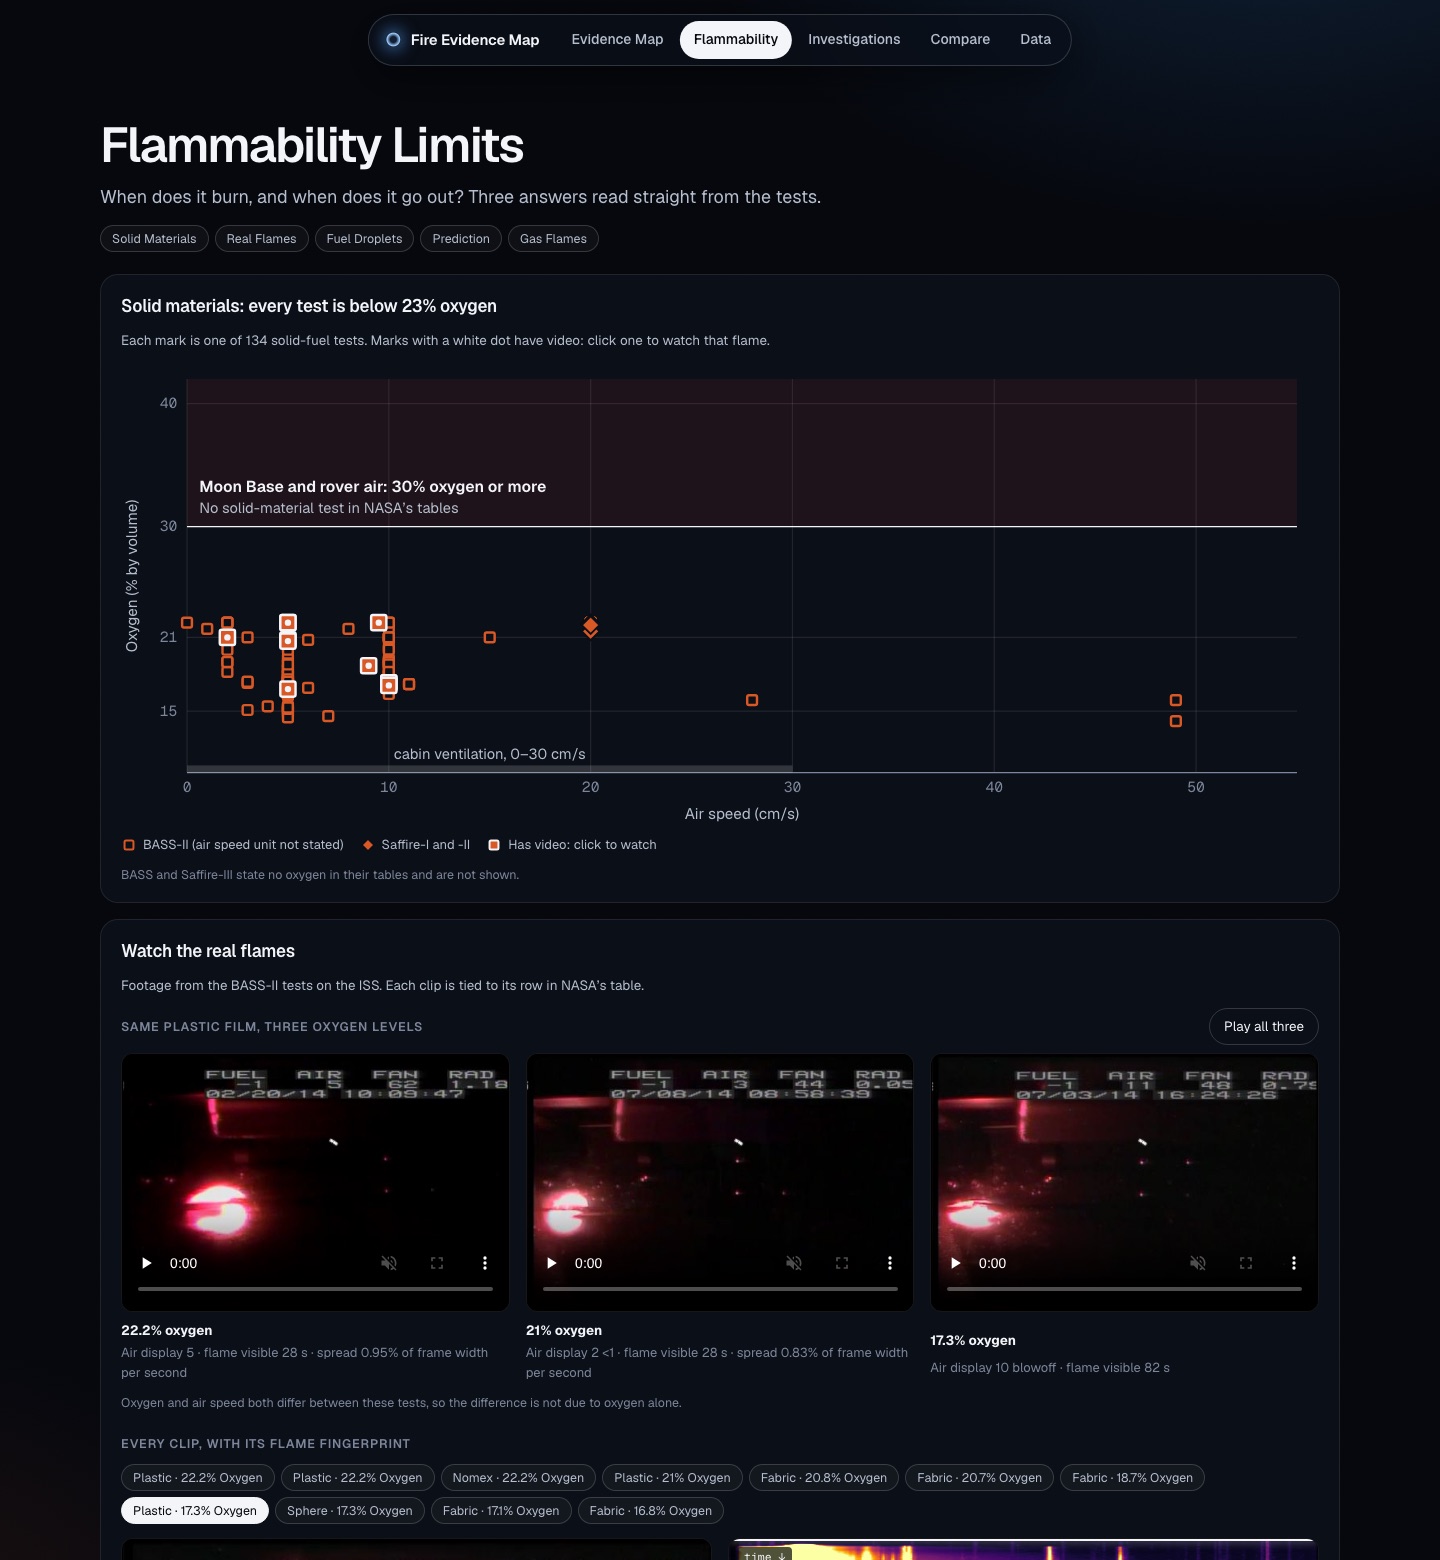 Fire Evidence Map
Evidence Map
Flammability
Investigations
Compare
Data
Flammability Limits
When does it burn, and when does it go out? Three answers read straight from the tests.
Solid Materials
Real Flames
Fuel Droplets
Prediction
Gas Flames
Solid materials: every test is below 23% oxygen
Each mark is one of 134 solid-fuel tests. Marks with a white dot have video: click one to watch that flame.
40
Moon Base and rover air: 30% oxygen or more
No solid-material test in NASA's tables
30
21
15
Oxygen (% by volume)
cabin ventilation, 0–30 cm/s
0
10
20
30
40
50
Air speed (cm/s)
BASS-II (air speed unit not stated)
Saffire-I and -II
Has video: click to watch
BASS and Saffire-III state no oxygen in their tables and are not shown.
Watch the real flames
Footage from the BASS-II tests on the ISS. Each clip is tied to its row in NASA's table.
SAME PLASTIC FILM, THREE OXYGEN LEVELS
Play all three
FUEL AIR FAN RAD
-1 5 62 1.18
02/20/14 10:09:47
0:00
FUEL AIR FAN RAD
-1 3 44 0.05
07/08/14 08:58:39
0:00
FUEL AIR FAN RAD
-1 11 48 0.79
07/03/14 16:24:26
0:00
22.2% oxygen
Air display 5 · flame visible 28 s · spread 0.95% of frame width
per second
21% oxygen
Air display 2 <1 · flame visible 28 s · spread 0.83% of frame width
per second
17.3% oxygen
Air display 10 blowoff · flame visible 82 s
Oxygen and air speed both differ between these tests, so the difference is not due to oxygen alone.
EVERY CLIP, WITH ITS FLAME FINGERPRINT
Plastic · 22.2% Oxygen
Plastic · 22.2% Oxygen
Nomex · 22.2% Oxygen
Plastic · 21% Oxygen
Fabric · 20.8% Oxygen
Fabric · 20.7% Oxygen
Fabric · 18.7% Oxygen
Plastic · 17.3% Oxygen
Sphere · 17.3% Oxygen
Fabric · 17.1% Oxygen
Fabric · 16.8% Oxygen
time ↓